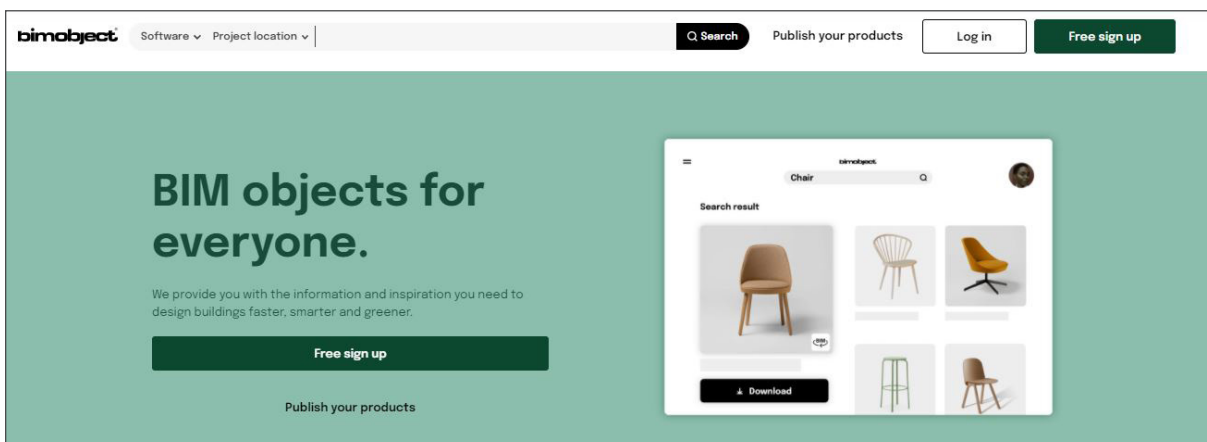 bimobject
Software Project location Search Publish your products Log in Free sign up
BIM objects for
everyone.
We provide you with the information and inspiration you need to
design buildings faster, smarter and greener.
Free sign up
Publish your products
bimobject
Chair
Search result
BIM
Download